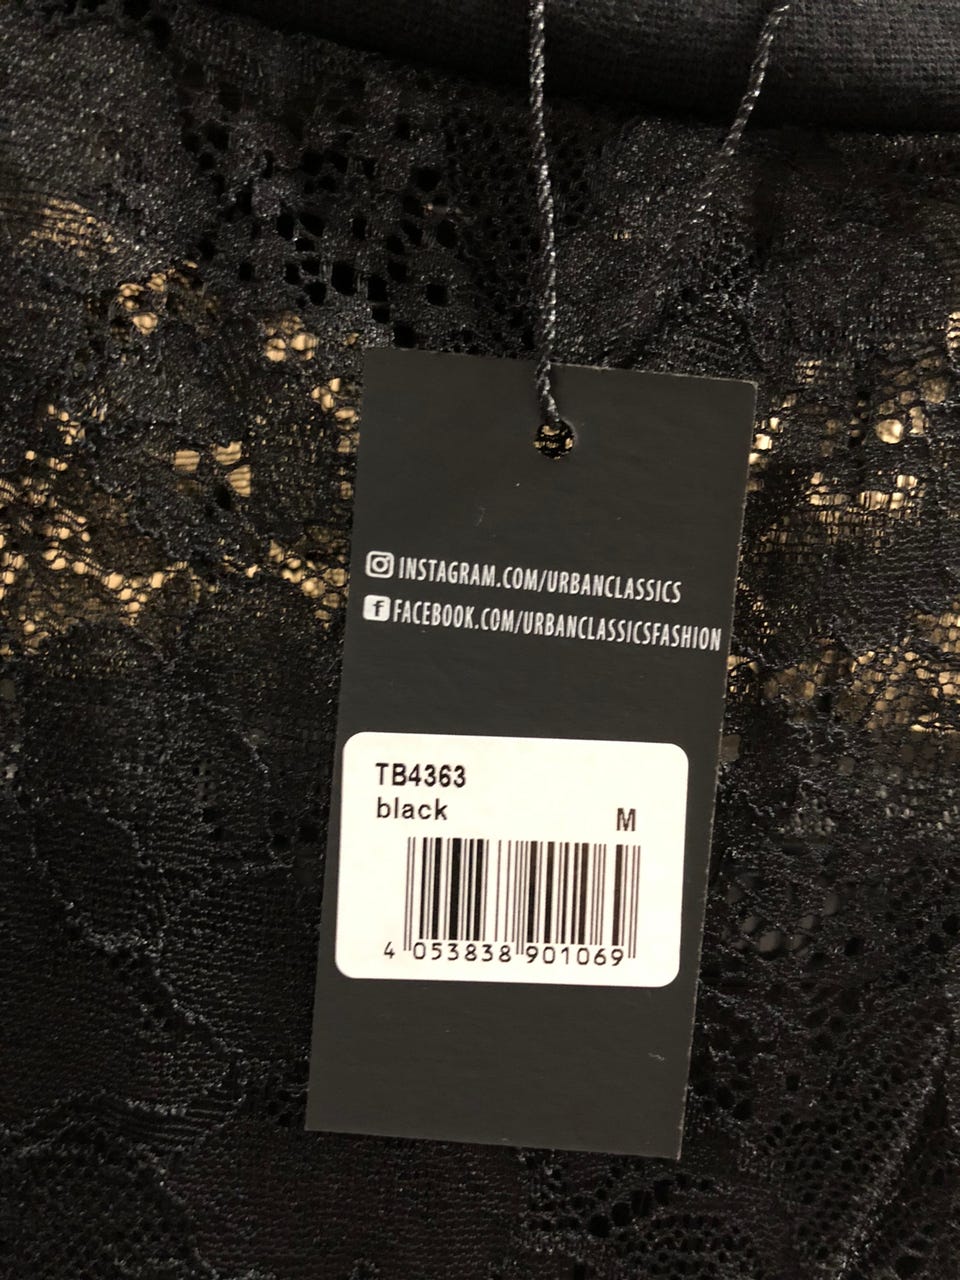 INSTAGRAM.COM/URBANCLASSICS
FACEBOOK.COM/URBANCLASSICSFASHION
TB4363
black
M
4 053838 901069